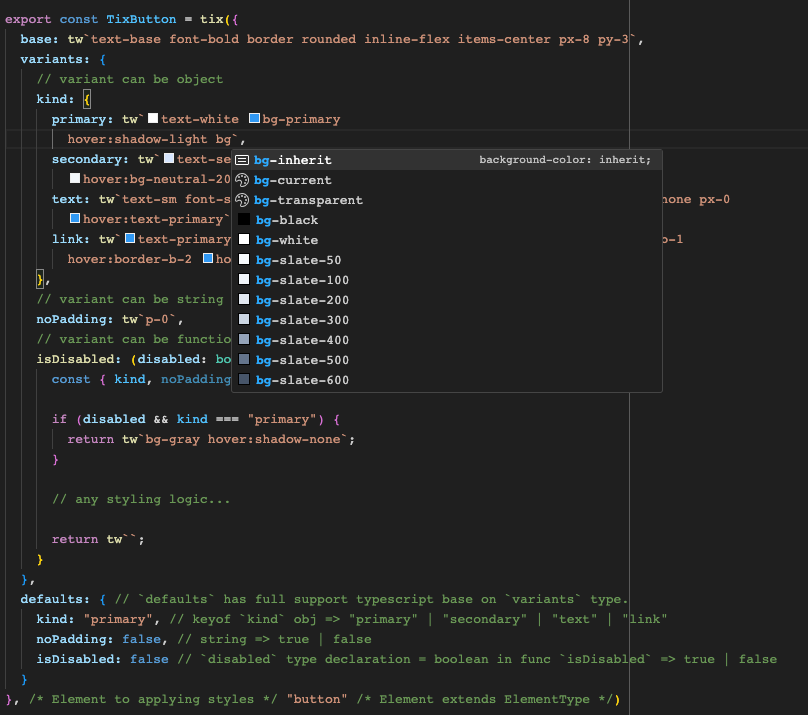 export const TixButton = tix({
base: tw`text-base font-bold border rounded inline-flex items-center px-8 py-3`,
variants: {
// variant can be object
kind: {
primary: tw`text-white bg-primary
hover:shadow-light bg`,
secondary: tw`text-se
hover:bg-neutral-20
text: tw`text-sm font-s one px-0
hover:text-primary`
link: tw`text-primary p-1
hover:border-b-2 ho
},
// variant can be string
noPadding: tw`p-0`,
// variant can be functio
isDisabled: (disabled: bo
const { kind, noPadding
bg-inherit background-color: inherit;
bg-current
bg-transparent
bg-black
bg-white
bg-slate-50
bg-slate-100
bg-slate-200
bg-slate-300
bg-slate-400
bg-slate-500
bg-slate-600
if (disabled && kind === "primary") {
return tw`bg-gray hover:shadow-none`;
}
// any styling logic...
return tw``;
}
},
defaults: { // `defaults` has full support typescript base on `variants` type.
kind: "primary", // keyof `kind` obj => "primary" | "secondary" | "text" | "link"
noPadding: false, // string => true | false
isDisabled: false // `disabled` type declaration = boolean in func `isDisabled` => true | false
}
}, /* Element to applying styles */ "button" /* Element extends ElementType */)